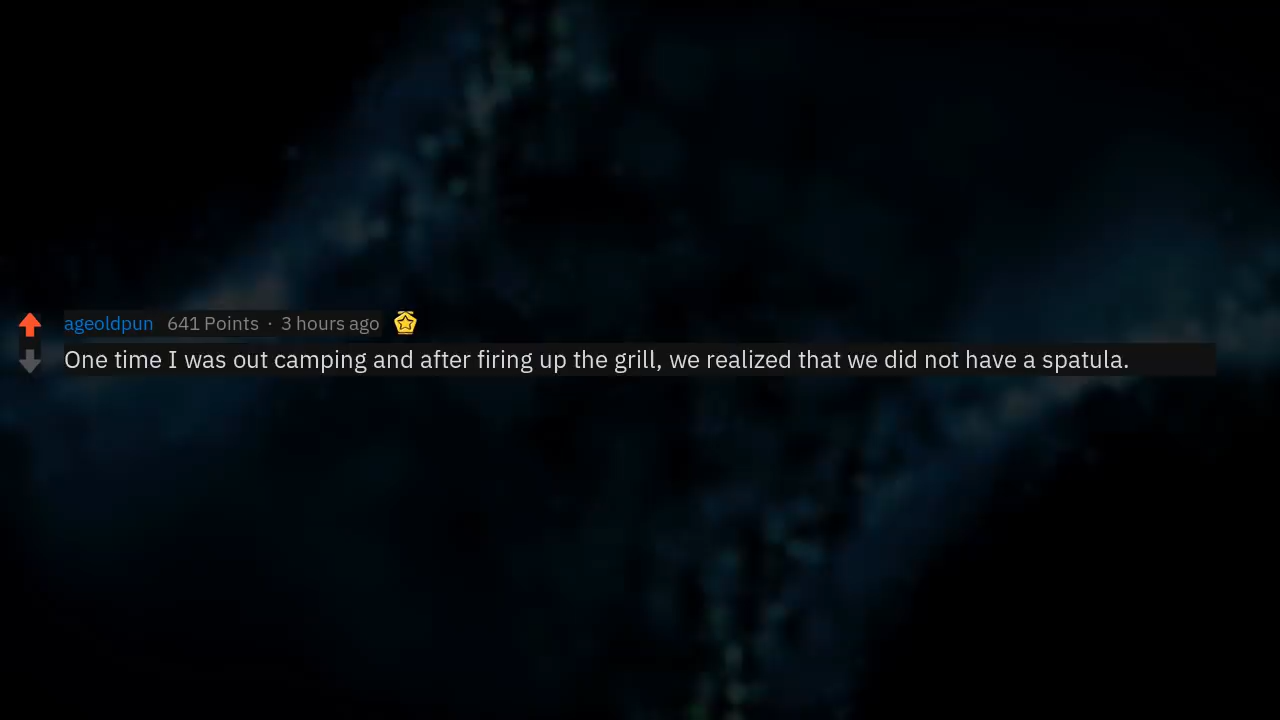 ageoldpun 641 Points · 3 hours ago
One time I was out camping and after firing up the grill, we realized that we did not have a spatula.